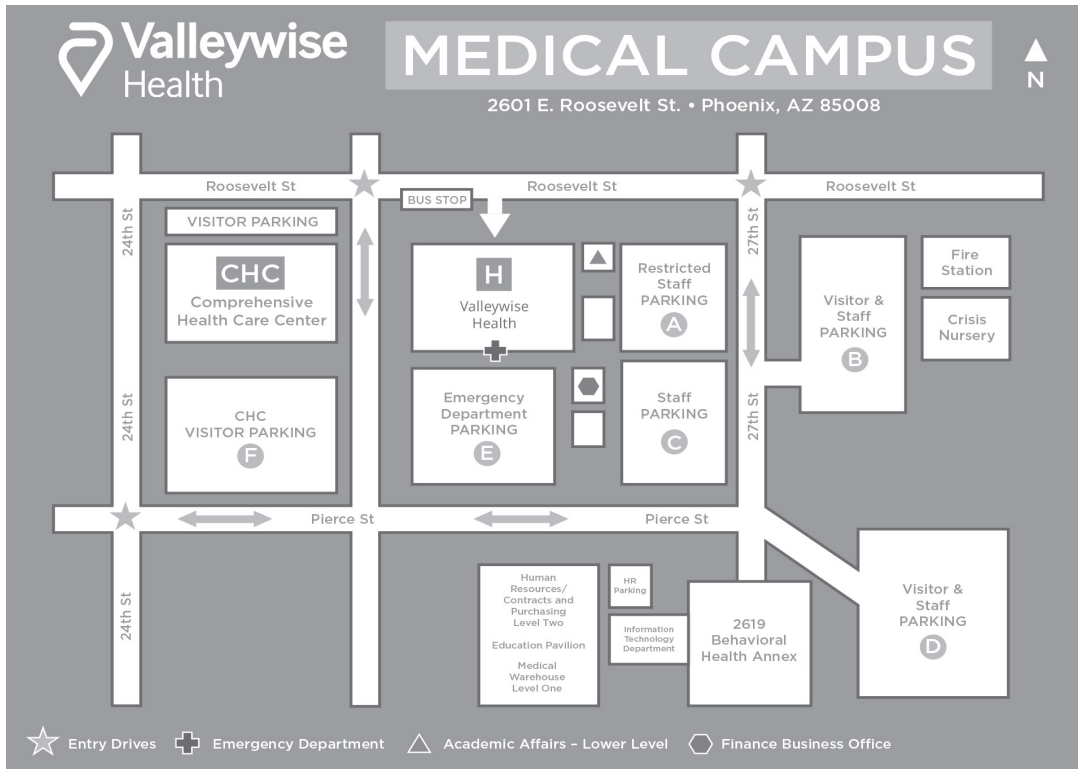 Valleywise
Health
MEDICAL CAMPUS
2601 E. Roosevelt St. • Phoenix, AZ 85008
N
Roosevelt St
Roosevelt St
Roosevelt St
BUS STOP
24th St
27th St
VISITOR PARKING
CHC
Comprehensive
Health Care Center
H
Valleywise
Health
Restricted
Staff
PARKING
A
Visitor &
Staff
PARKING
B
Fire
Station
Crisis
Nursery
24th St
27th St
CHC
VISITOR PARKING
F
Emergency
Department
PARKING
E
Staff
PARKING
C
Pierce St
Pierce St
24th St
Human
Resources/
Contracts and
Purchasing
Level Two
Education Pavilion
Medical
Warehouse
Level One
HR
Parking
Information
Technology
Department
2619
Behavioral
Health Annex
Visitor &
Staff
PARKING
D
Entry Drives
Emergency Department
Academic Affairs – Lower Level
Finance Business Office